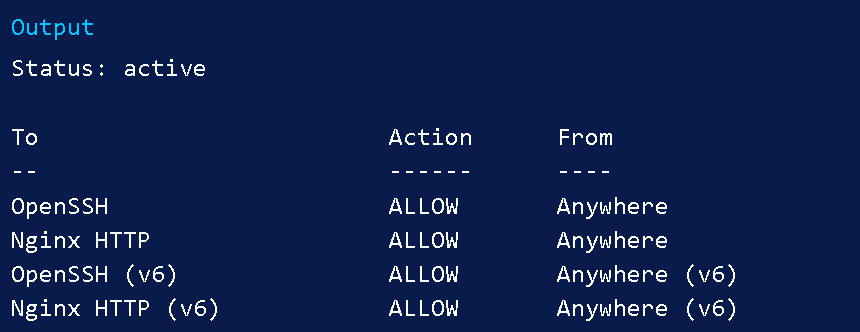 Output
Status: active
To Action From
-- ------ ----
OpenSSH ALLOW Anywhere
Nginx HTTP ALLOW Anywhere
OpenSSH (v6) ALLOW Anywhere (v6)
Nginx HTTP (v6) ALLOW Anywhere (v6)